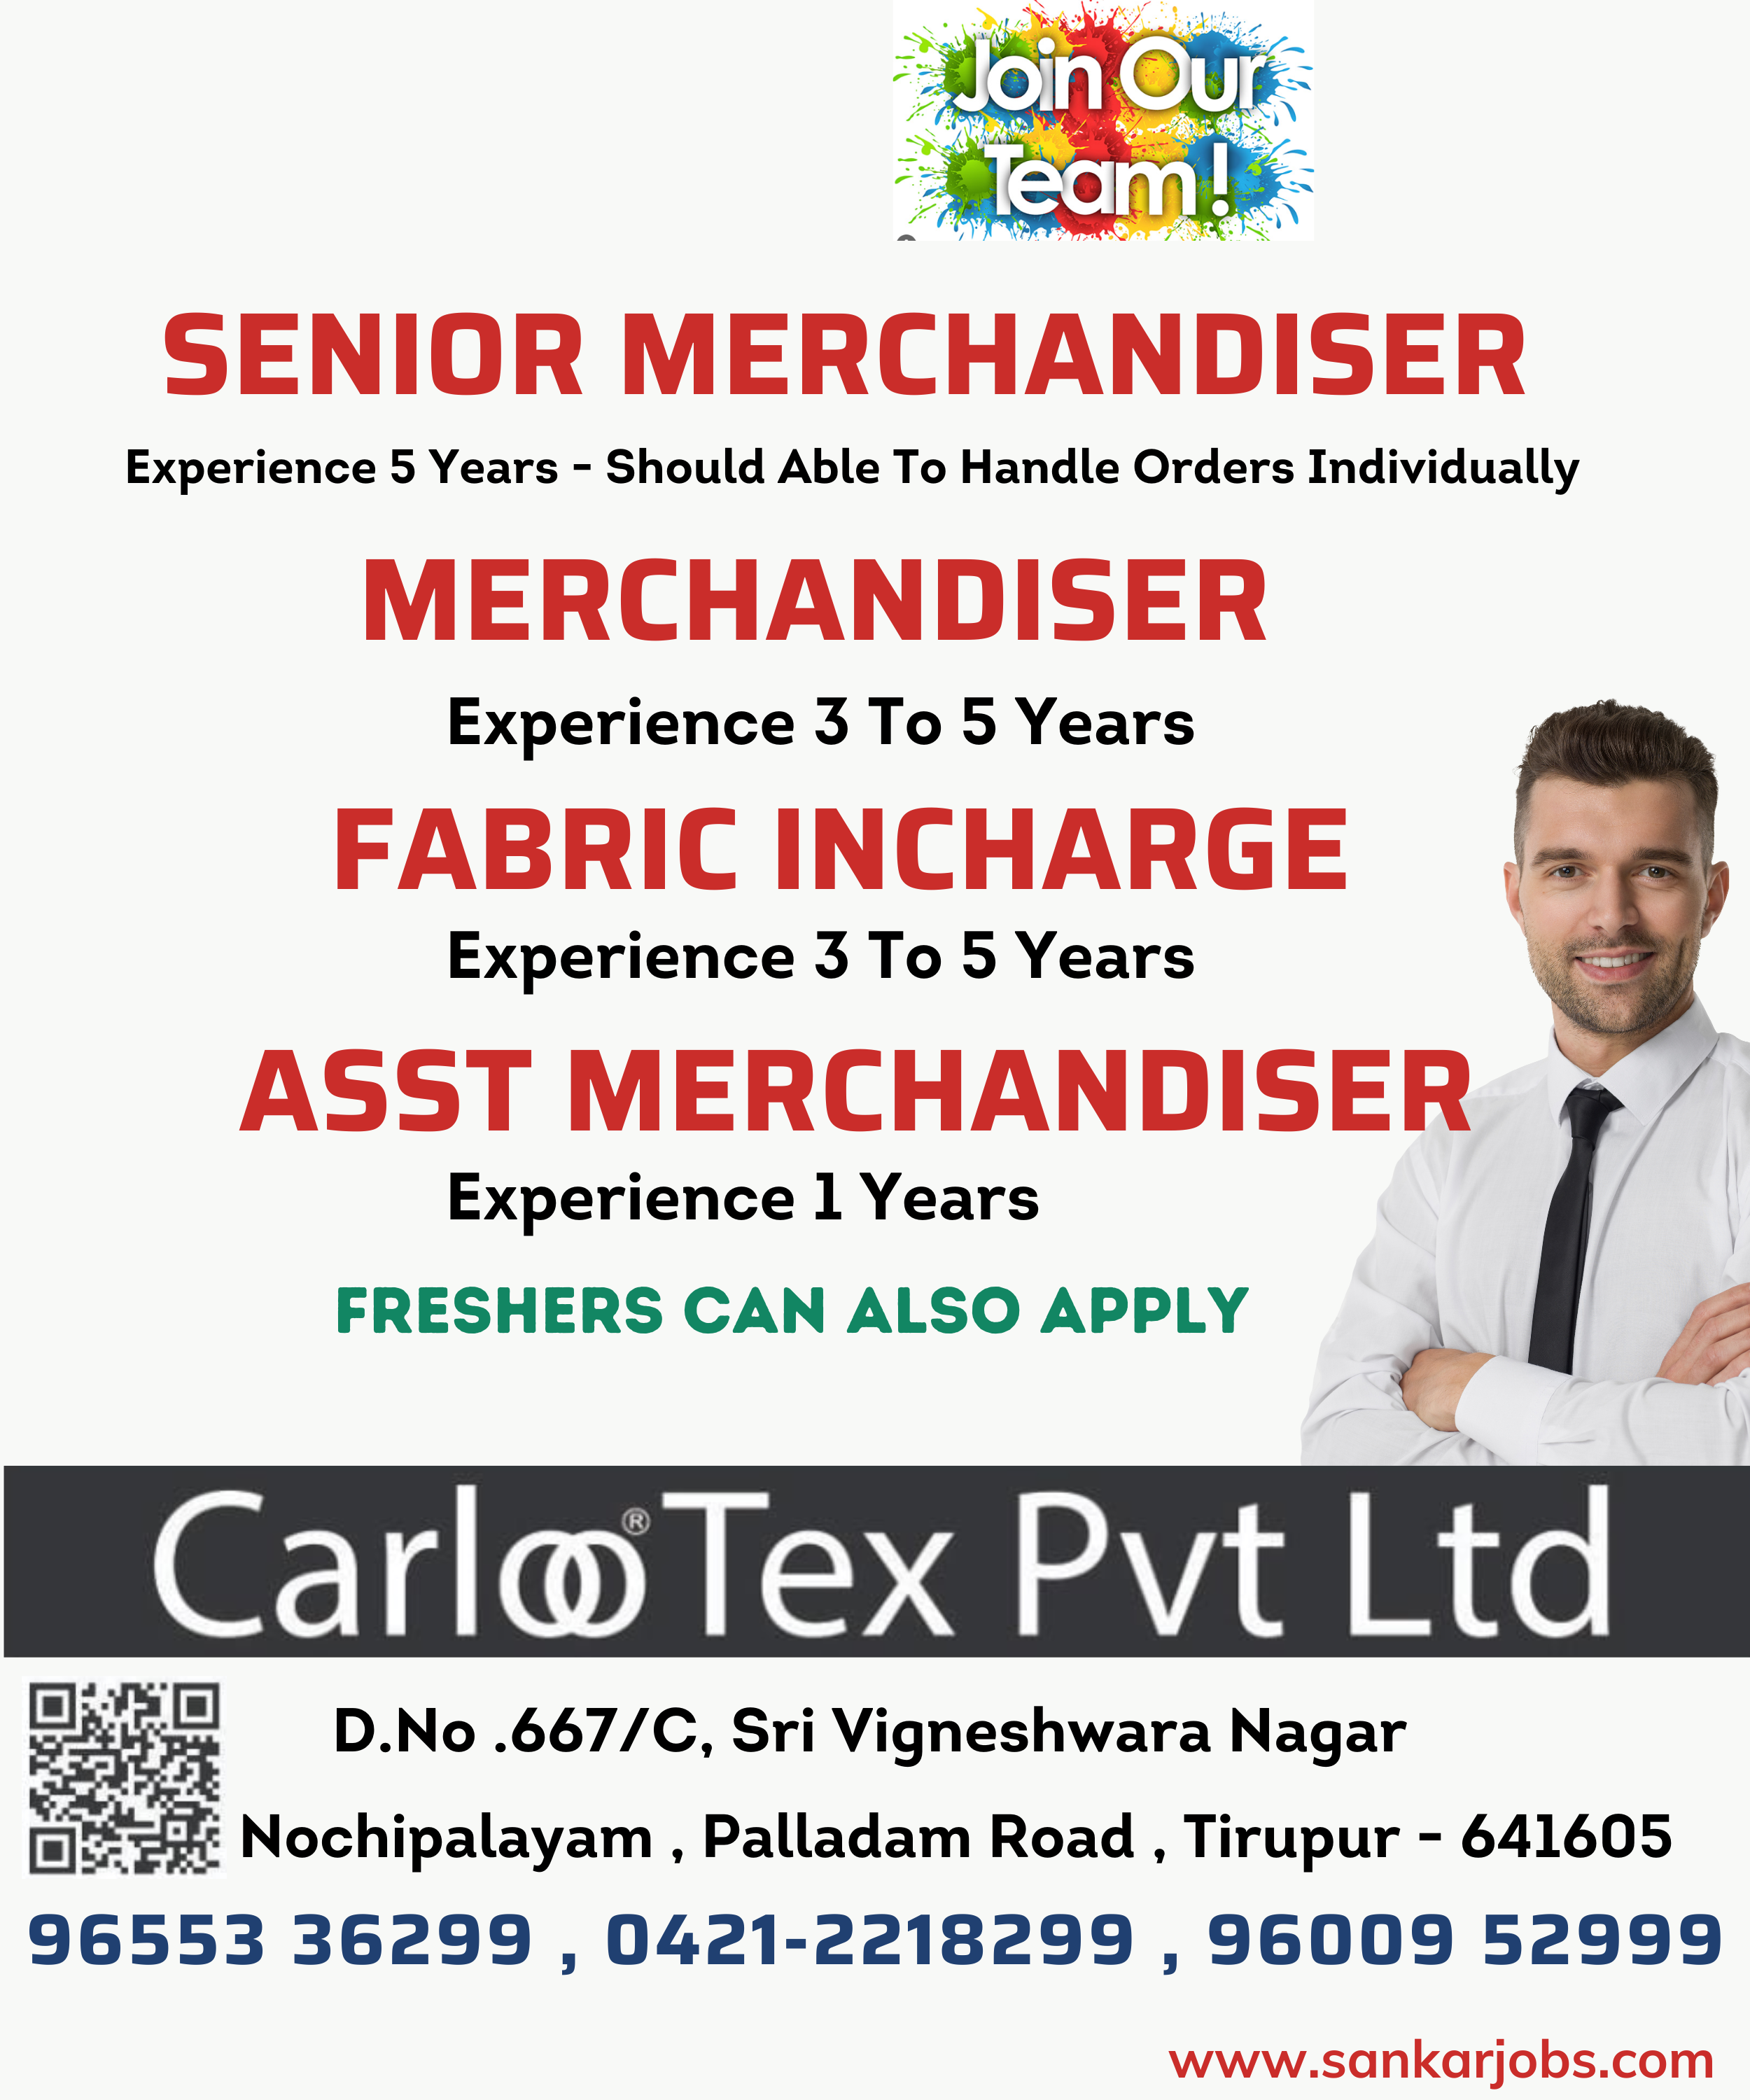 Join Our
Team!
SENIOR MERCHANDISER
Experience 5 Years - Should Able To Handle Orders Individually
MERCHANDISER
Experience 3 To 5 Years
FABRIC INCHARGE
Experience 3 To 5 Years
ASST MERCHANDISER
Experience 1 Years
FRESHERS CAN ALSO APPLY
Carloo® Tex Pvt Ltd
D.No .667/C, Sri Vigneshwara Nagar
Nochipalayam , Palladam Road , Tirupur - 641605
96553 36299 , 0421-2218299 , 96009 52999
www.sankarjobs.com